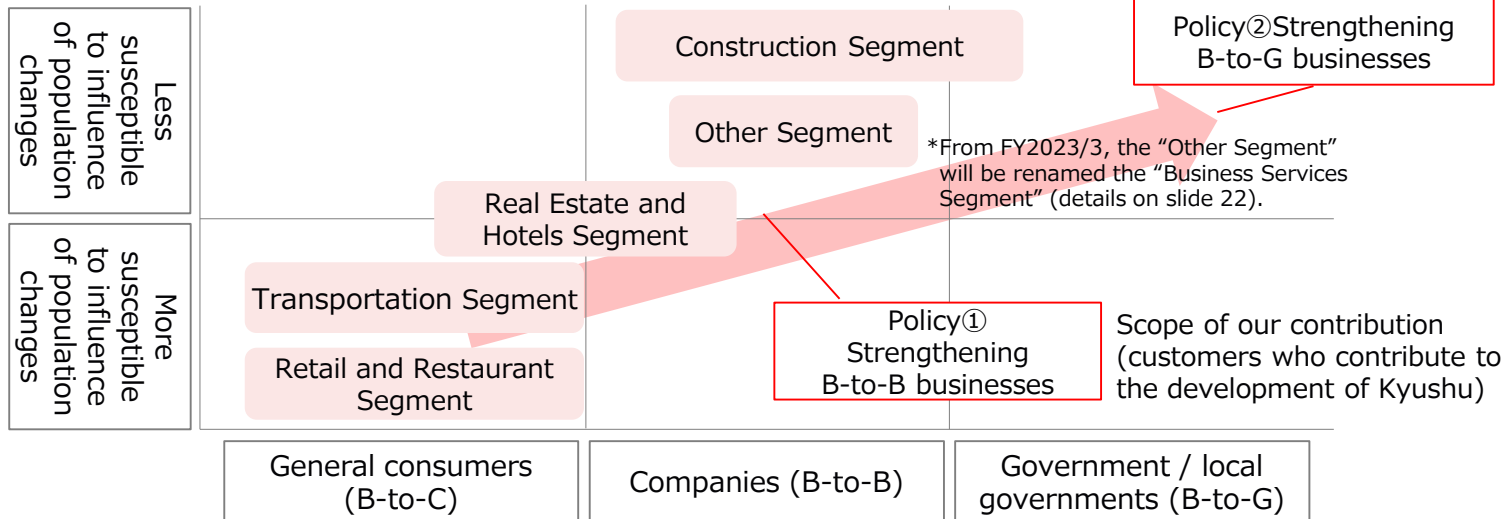 Less
susceptible
to influence
of population
changes
Construction Segment
Policy②Strengthening
B-to-G businesses
Other Segment
*From FY2023/3, the “Other Segment”
will be renamed the “Business Services
Segment” (details on slide 22).
Real Estate and
Hotels Segment
More
susceptible
to influence
of population
changes
Transportation Segment
Retail and Restaurant
Segment
Policy①
Strengthening
B-to-B businesses
Scope of our contribution
(customers who contribute to
the development of Kyushu)
General consumers
(B-to-C)
Companies (B-to-B)
Government / local
governments (B-to-G)